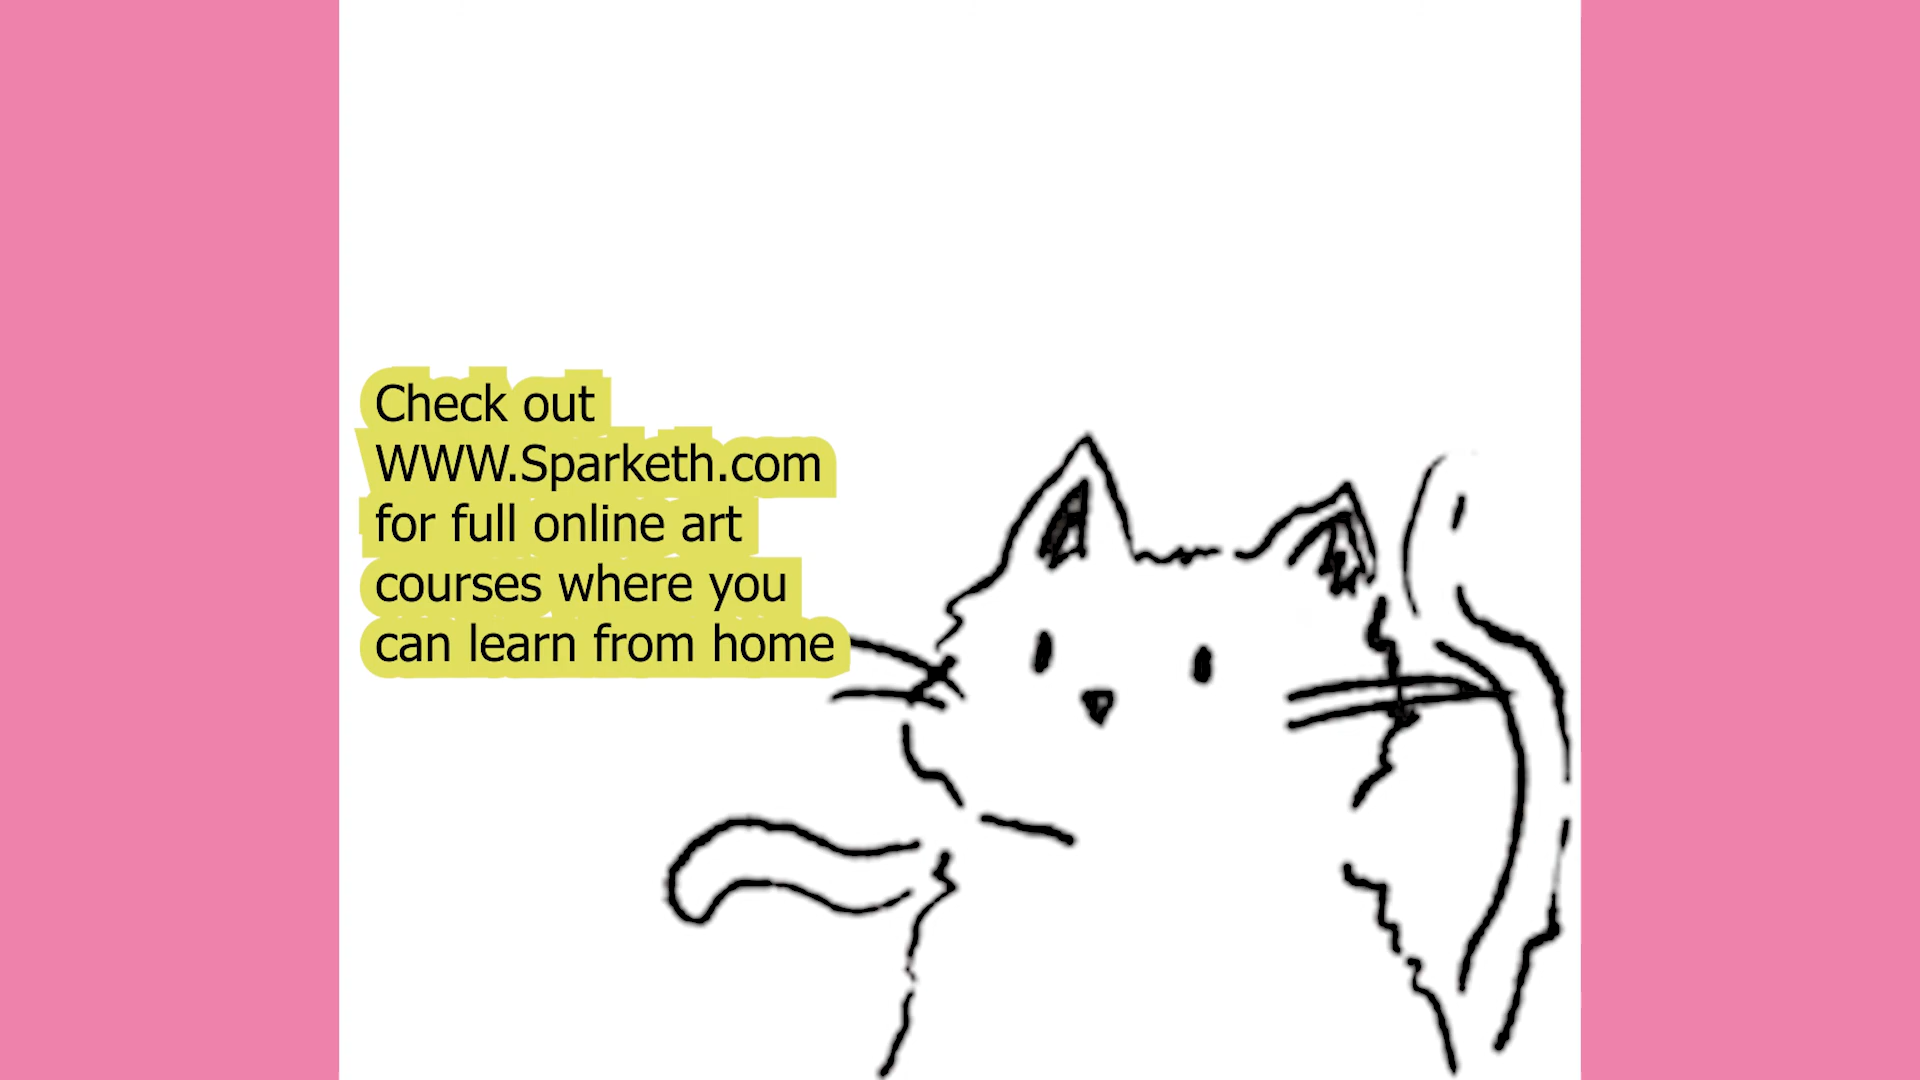 Check out
WWW.Sparketh.com
for full online art
courses where you
can learn from home